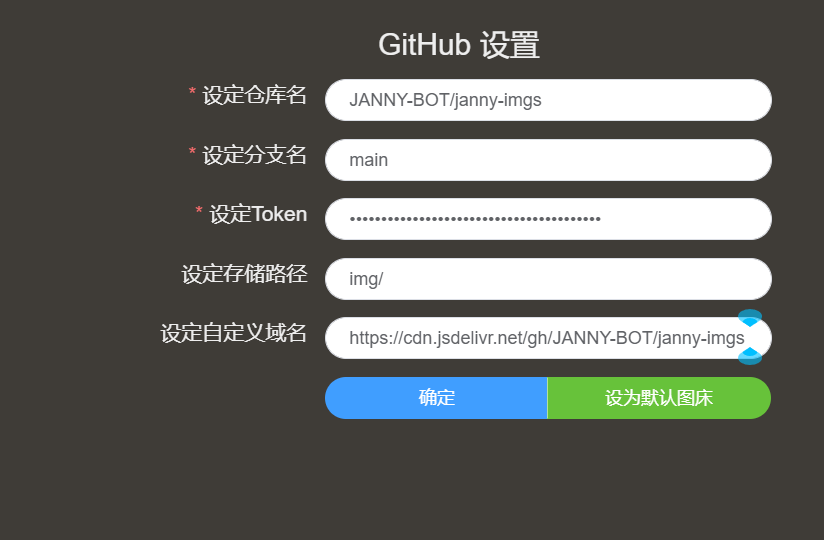 GitHub 设置
* 设定仓库名 JANNY-BOT/janny-imgs
* 设定分支名 main
* 设定Token ••••••••••••••••••••••••••••••••••••••••
设定存储路径 img/
设定自定义域名 https://cdn.jsdelivr.net/gh/JANNY-BOT/janny-imgs
确定 设为默认图床